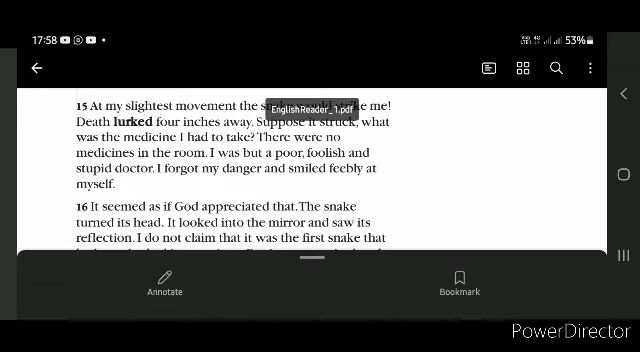 17:58
53%
EnglishReader_1.pdf
15 At my slightest movement the snake would strike me!
Death lurked four inches away. Suppose it struck, what
was the medicine I had to take? There were no
medicines in the room. I was but a poor, foolish and
stupid doctor. I forgot my danger and smiled feebly at
myself.
16 It seemed as if God appreciated that. The snake
turned its head. It looked into the mirror and saw its
reflection. I do not claim that it was the first snake that
Annotate
Bookmark
PowerDirector